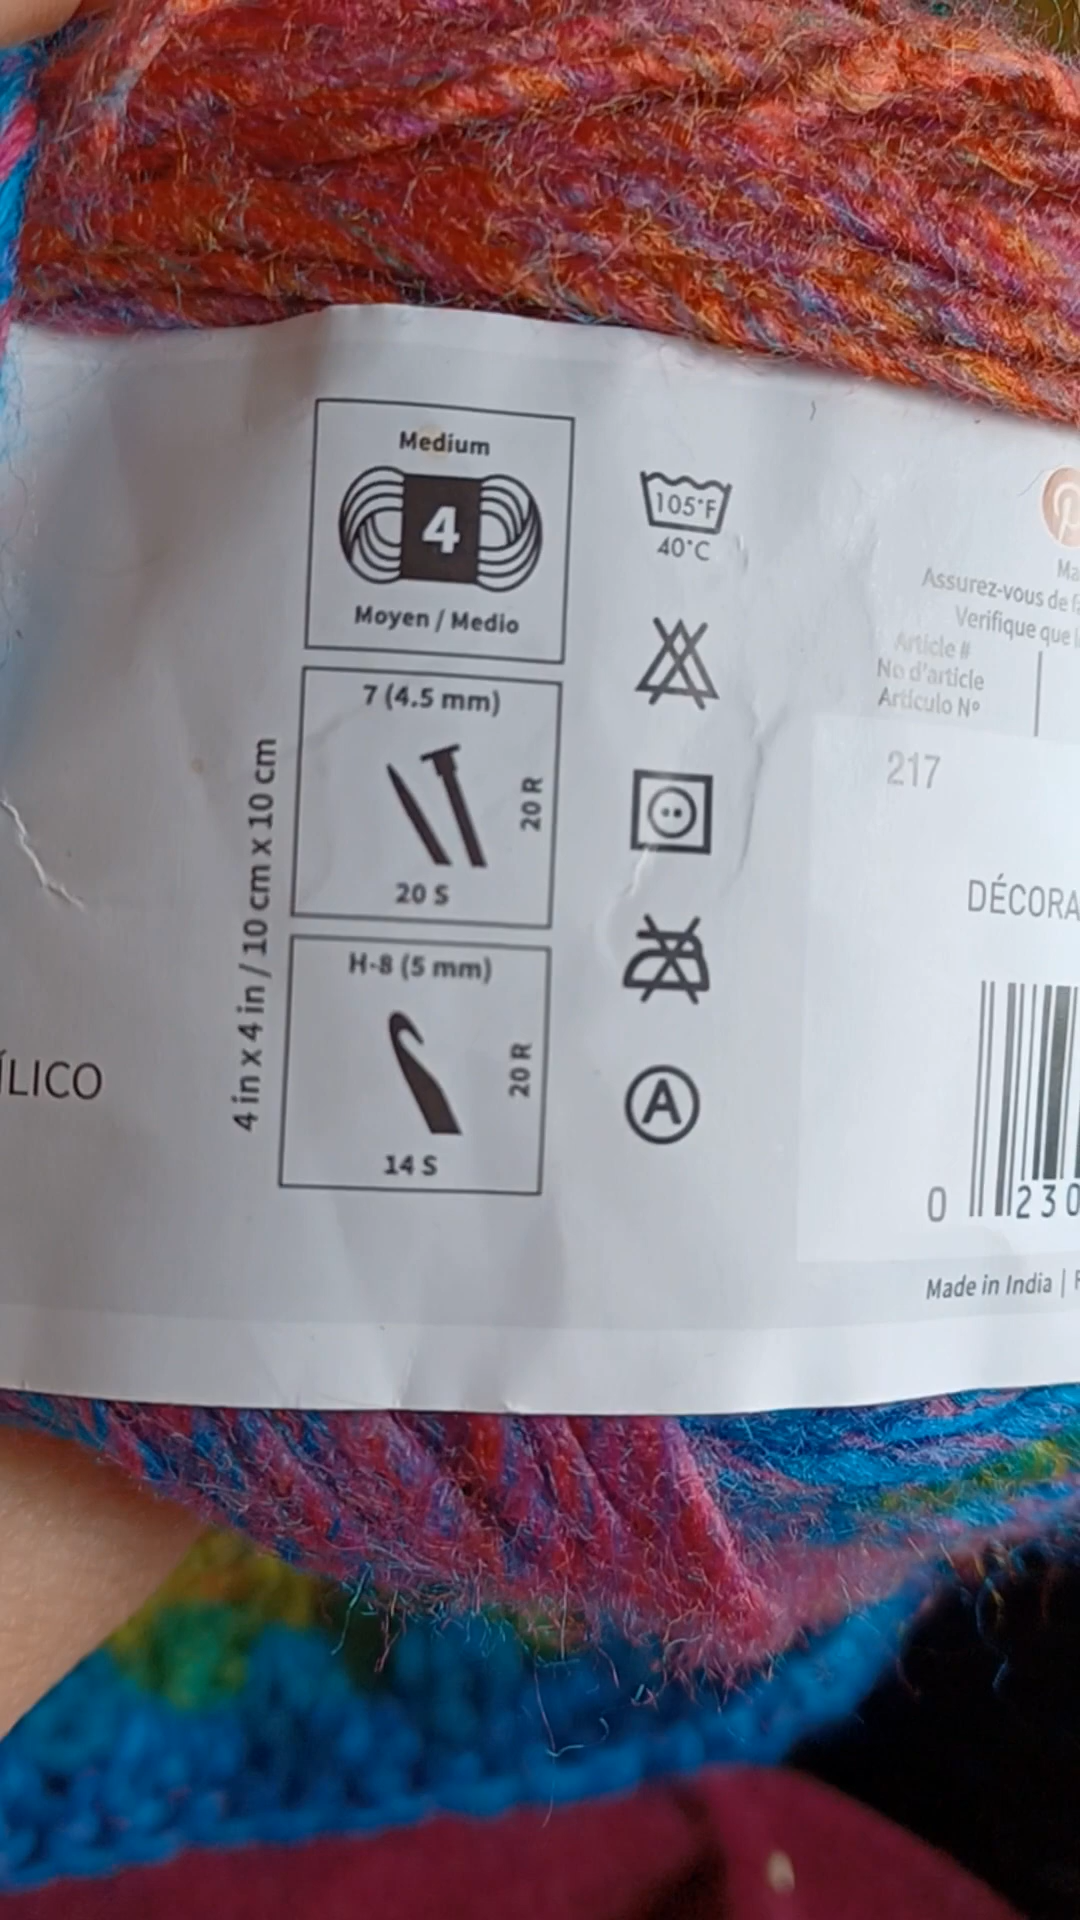 Medium
4
Moyen / Medio
7 (4.5 mm)
20 R
20 S
H-8 (5 mm)
20 R
14 S
4 in x 4 in / 10 cm x 10 cm
105°F
40°C
A
Assurez-vous de
Verifique que
Article #
No d'article
Artículo Nº
217
0
230
Made in India |